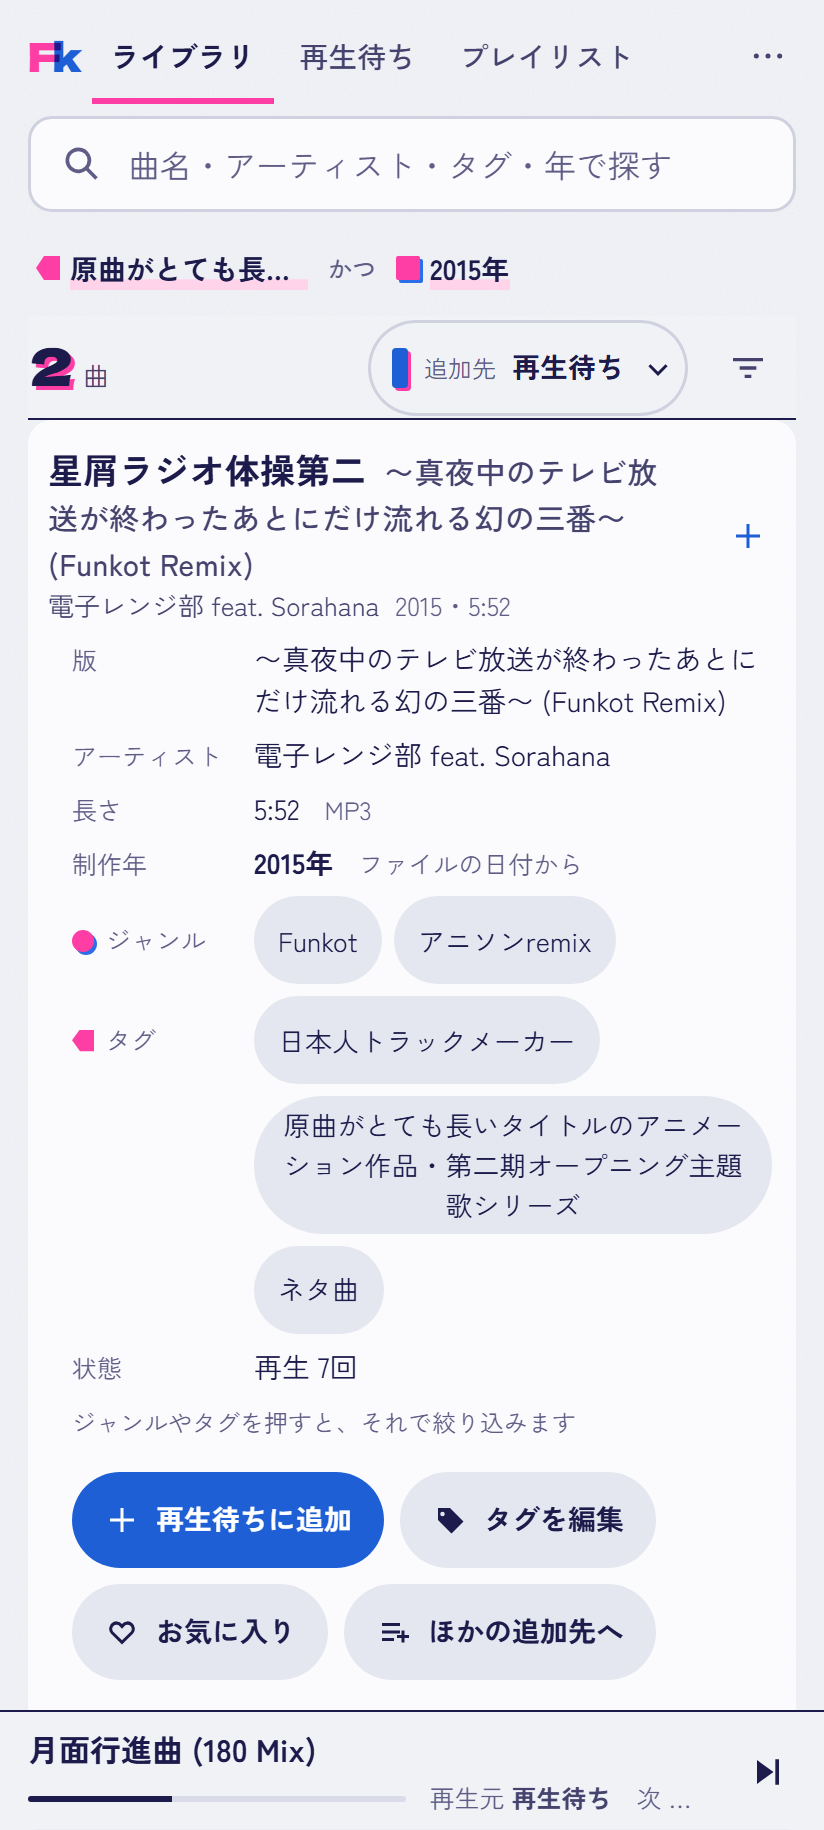 Fk ライブラリ 再生待ち プレイリスト
曲名・アーティスト・タグ・年で探す
原曲がとても長... かつ 2015年
2 曲 追加先 再生待ち
星屑ラジオ体操第二 〜真夜中のテレビ放
送が終わったあとにだけ流れる幻の三番〜
(Funkot Remix)
電子レンジ部 feat. Sorahana 2015・5:52
版 〜真夜中のテレビ放送が終わったあとに
だけ流れる幻の三番〜 (Funkot Remix)
アーティスト 電子レンジ部 feat. Sorahana
長さ 5:52 MP3
制作年 2015年 ファイルの日付から
ジャンル Funkot アニソンremix
タグ 日本人トラックメーカー
原曲がとても長いタイトルのアニメー
ション作品・第二期オープニング主題
歌シリーズ
ネタ曲
状態 再生 7回
ジャンルやタグを押すと、それで絞り込みます
再生待ちに追加 タグを編集
お気に入り ほかの追加先へ
月面行進曲 (180 Mix)
再生元 再生待ち 次 ...